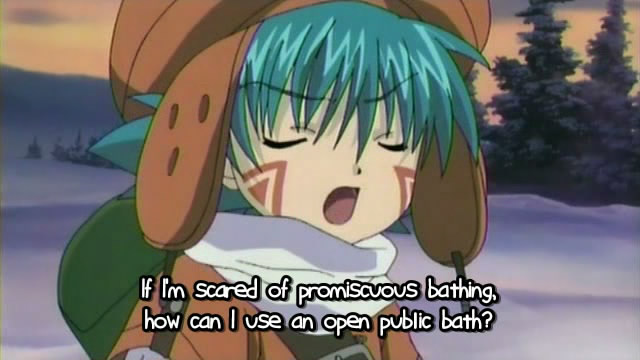 If I'm scared of promiscuous bathing,
how can I use an open public bath?